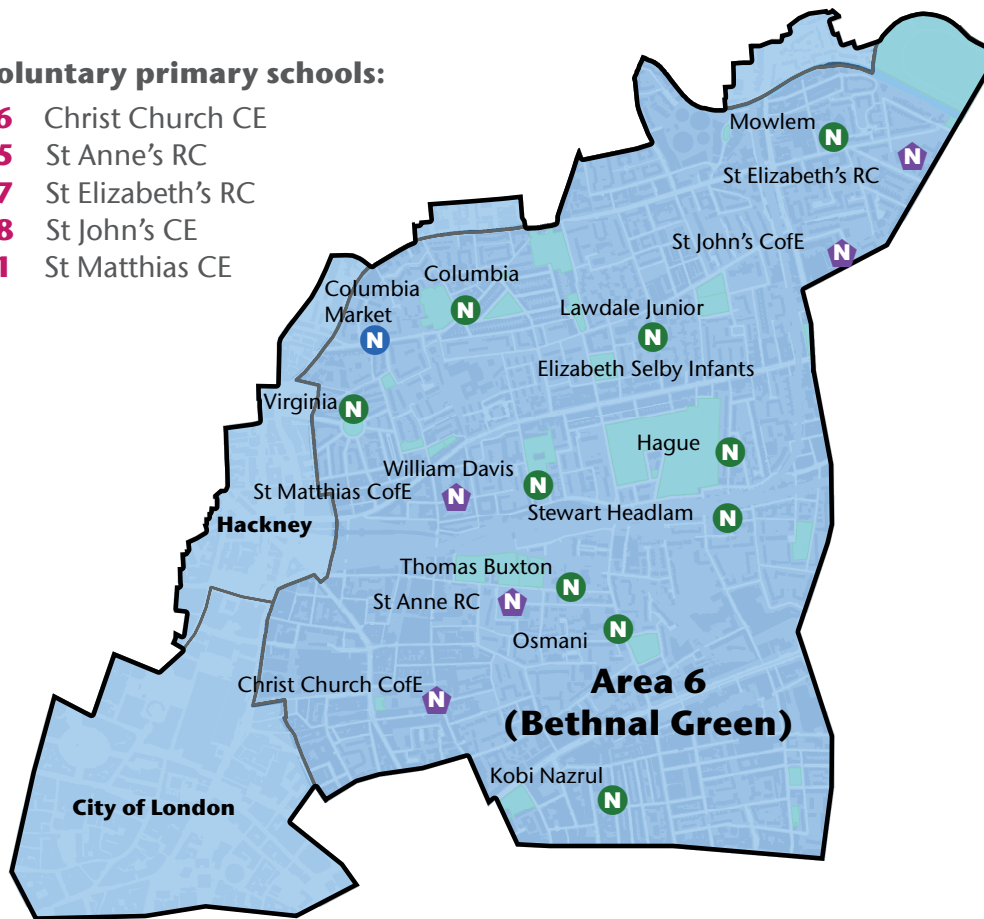 oluntary primary schools:
6 Christ Church CE
5 St Anne's RC
7 St Elizabeth's RC
8 St John's CE
1 St Matthias CE
Mowlem
N
St Elizabeth's RC
N
St John's CofE
N
Columbia
N
Columbia
Market
N
Lawdale Junior
N
Elizabeth Selby Infants
Virginia
N
Hague
N
William Davis
N
St Matthias CofE
N
Stewart Headlam
N
Hackney
Thomas Buxton
N
St Anne RC
N
Osmani
N
Area 6
(Bethnal Green)
Christ Church CofE
N
Kobi Nazrul
N
City of London